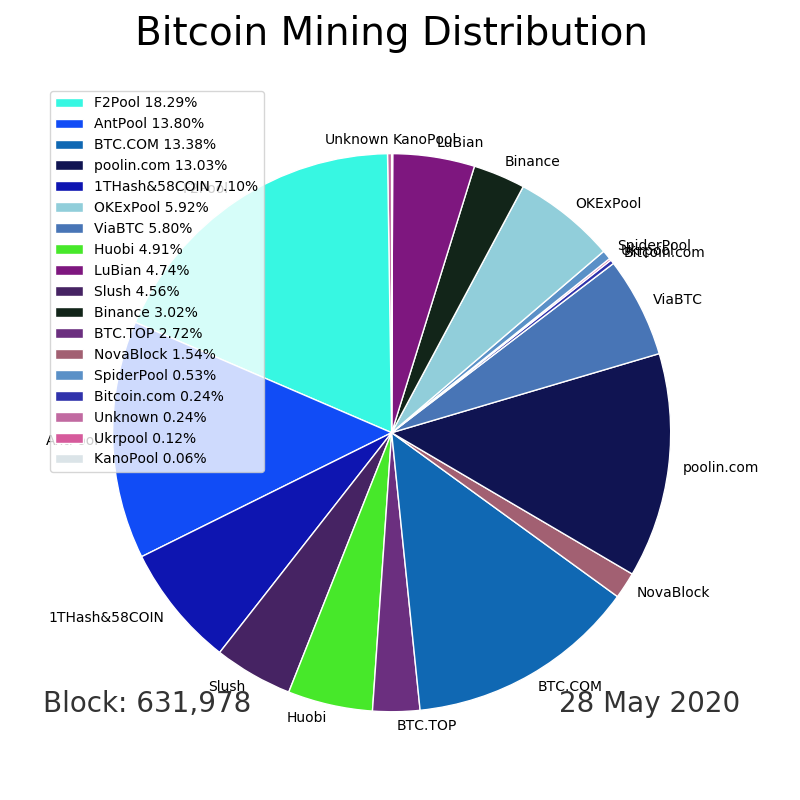 Bitcoin Mining Distribution
F2Pool 18.29%
AntPool 13.80%
BTC.COM 13.38%
poolin.com 13.03%
1THash&58COIN 7.10%
OKExPool 5.92%
ViaBTC 5.80%
Huobi 4.91%
LuBian 4.74%
Slush 4.56%
Binance 3.02%
BTC.TOP 2.72%
NovaBlock 1.54%
SpiderPool 0.53%
Bitcoin.com 0.24%
Unknown 0.24%
Ukrpool 0.12%
KanoPool 0.06%
Unknown
KanoPool
LuBian
Binance
OKExPool
SpiderPool
Ukrpool
Bitcoin.com
ViaBTC
poolin.com
NovaBlock
BTC.COM
BTC.TOP
Huobi
Slush
1THash&58COIN
Block: 631,978
28 May 2020